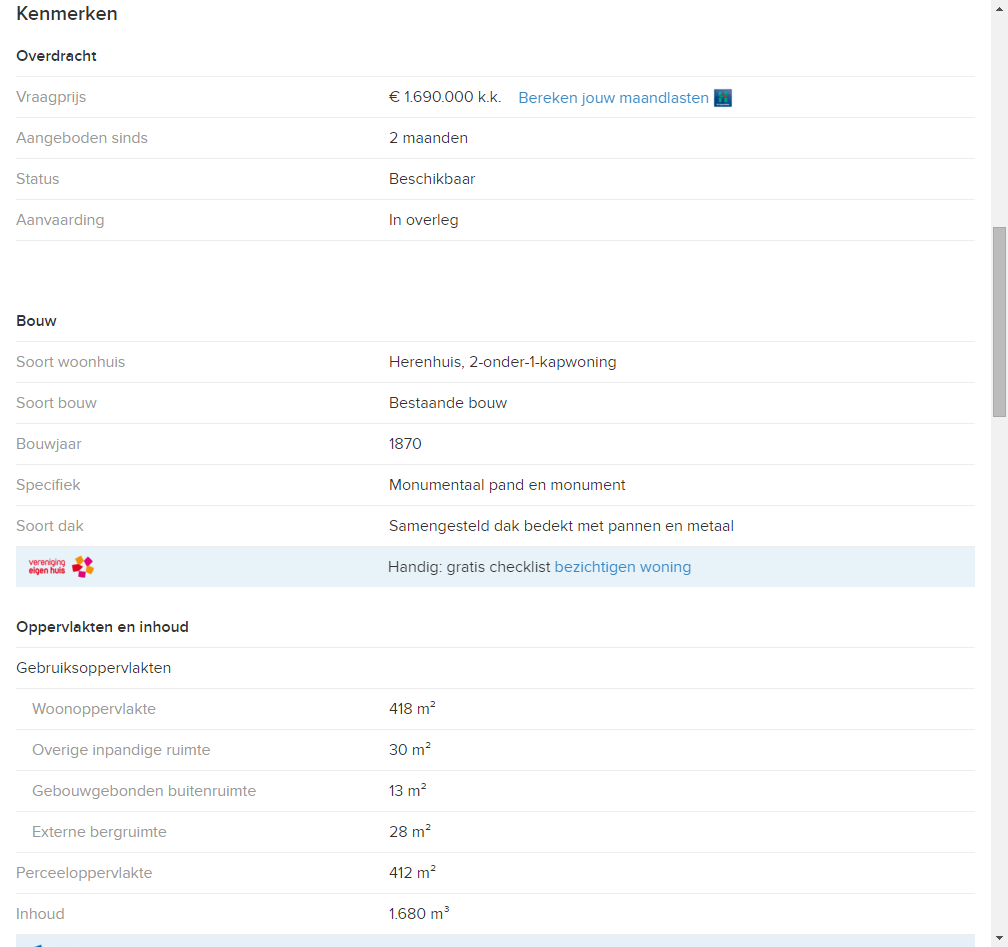 Kenmerken
Overdracht
Vraagprijs € 1.690.000 k.k. Bereken jouw maandlasten
Aangeboden sinds 2 maanden
Status Beschikbaar
Aanvaarding In overleg
Bouw
Soort woonhuis Herenhuis, 2-onder-1-kapwoning
Soort bouw Bestaande bouw
Bouwjaar 1870
Specifiek Monumentaal pand en monument
Soort dak Samengesteld dak bedekt met pannen en metaal
vereniging
eigen huis
Handig: gratis checklist bezichtigen woning
Oppervlakten en inhoud
Gebruiksoppervlakten
Woonoppervlakte 418 m²
Overige inpandige ruimte 30 m²
Gebouwgebonden buitenruimte 13 m²
Externe bergruimte 28 m²
Perceeloppervlakte 412 m²
Inhoud 1.680 m³